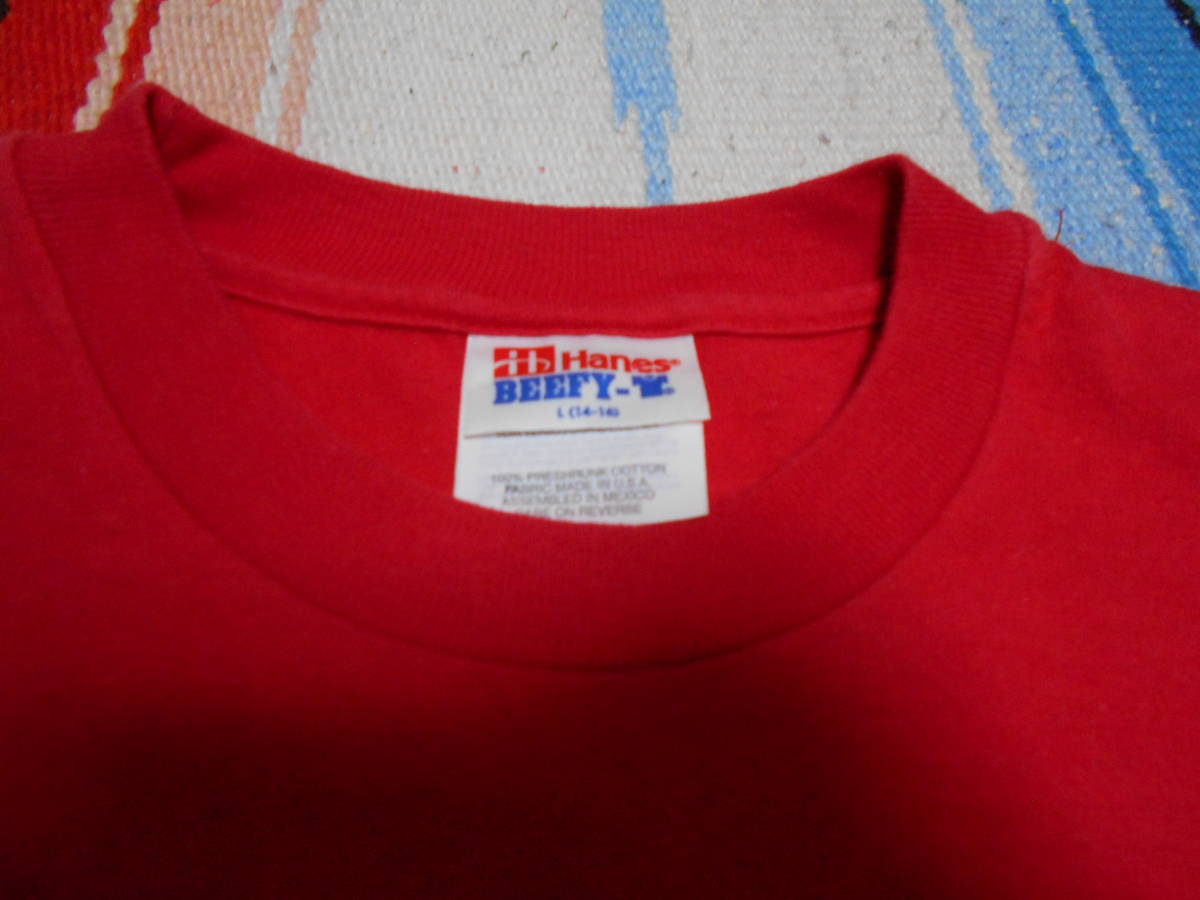 Hanes®
BEEFY-T®
L (14-16)
100% PRESHRUNK COTTON
FABRIC MADE IN U.S.A.
ASSEMBLED IN MEXICO
CARE ON REVERSE